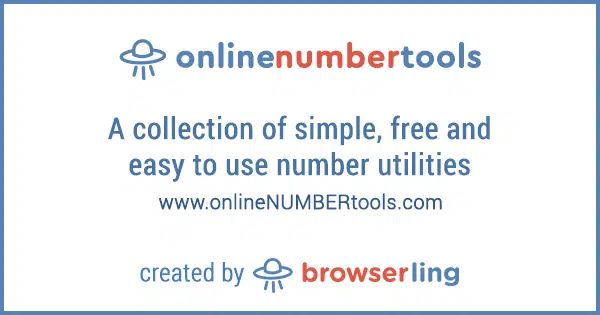 onlinenumbertools
A collection of simple, free and
easy to use number utilities
www.onlineNUMBERtools.com
created by browserling